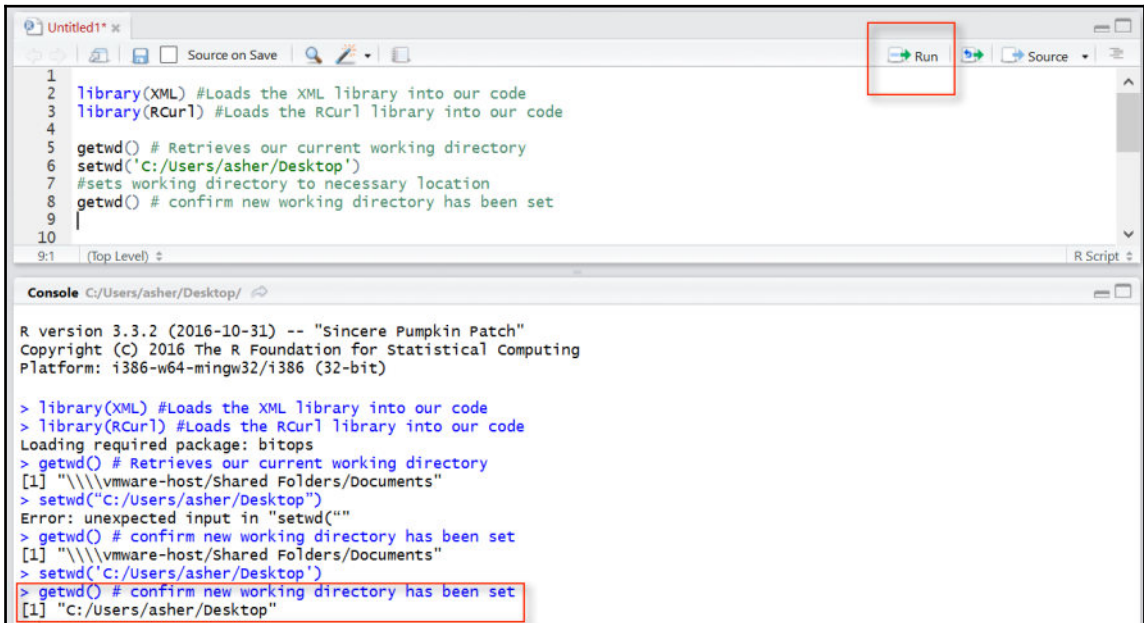 Untitled1*
Source on Save
Run
Source
1
2 library(XML) #Loads the XML library into our code
3 library(RCurl) #Loads the RCurl library into our code
4
5 getwd() # Retrieves our current working directory
6 setwd('C:/Users/asher/Desktop')
7 #sets working directory to necessary location
8 getwd() # confirm new working directory has been set
9
10
9:1 (Top Level) R Script
Console C:/Users/asher/Desktop/
R version 3.3.2 (2016-10-31) -- "Sincere Pumpkin Patch"
Copyright (C) 2016 The R Foundation for Statistical Computing
Platform: i386-w64-mingw32/i386 (32-bit)
> library(XML) #Loads the XML library into our code
> library(RCurl) #Loads the RCurl library into our code
Loading required package: bitops
> getwd() # Retrieves our current working directory
[1] "\\\\vmware-host/Shared Folders/Documents"
> setwd(“C:/Users/asher/Desktop”)
Error: unexpected input in "setwd(“"
> getwd() # confirm new working directory has been set
[1] "\\\\vmware-host/Shared Folders/Documents"
> setwd('C:/Users/asher/Desktop')
> getwd() # confirm new working directory has been set
[1] "C:/Users/asher/Desktop"